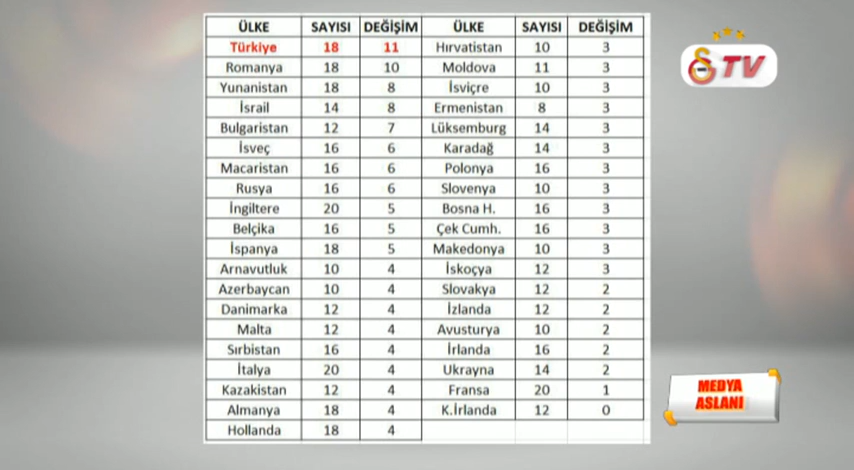 ÜLKE SAYISI DEĞİŞİM ÜLKE SAYISI DEĞİŞİM
Türkiye 18 11 Hırvatistan 10 3
Romanya 18 10 Moldova 11 3
Yunanistan 18 8 İsviçre 10 3
İsrail 14 8 Ermenistan 8 3
Bulgaristan 12 7 Lüksemburg 14 3
İsveç 16 6 Karadağ 14 3
Macaristan 16 6 Polonya 16 3
Rusya 16 6 Slovenya 10 3
İngiltere 20 5 Bosna H. 16 3
Belçika 16 5 Çek Cumh. 16 3
İspanya 18 5 Makedonya 10 3
Arnavutluk 10 4 İskoçya 12 3
Azerbaycan 10 4 Slovakya 12 2
Danimarka 12 4 İzlanda 12 2
Malta 12 4 Avusturya 10 2
Sırbistan 16 4 İrlanda 16 2
İtalya 20 4 Ukrayna 14 2
Kazakistan 12 4 Fransa 20 1
Almanya 18 4 K.İrlanda 12 0
Hollanda 18 4
TV
MEDYA
ASLANI